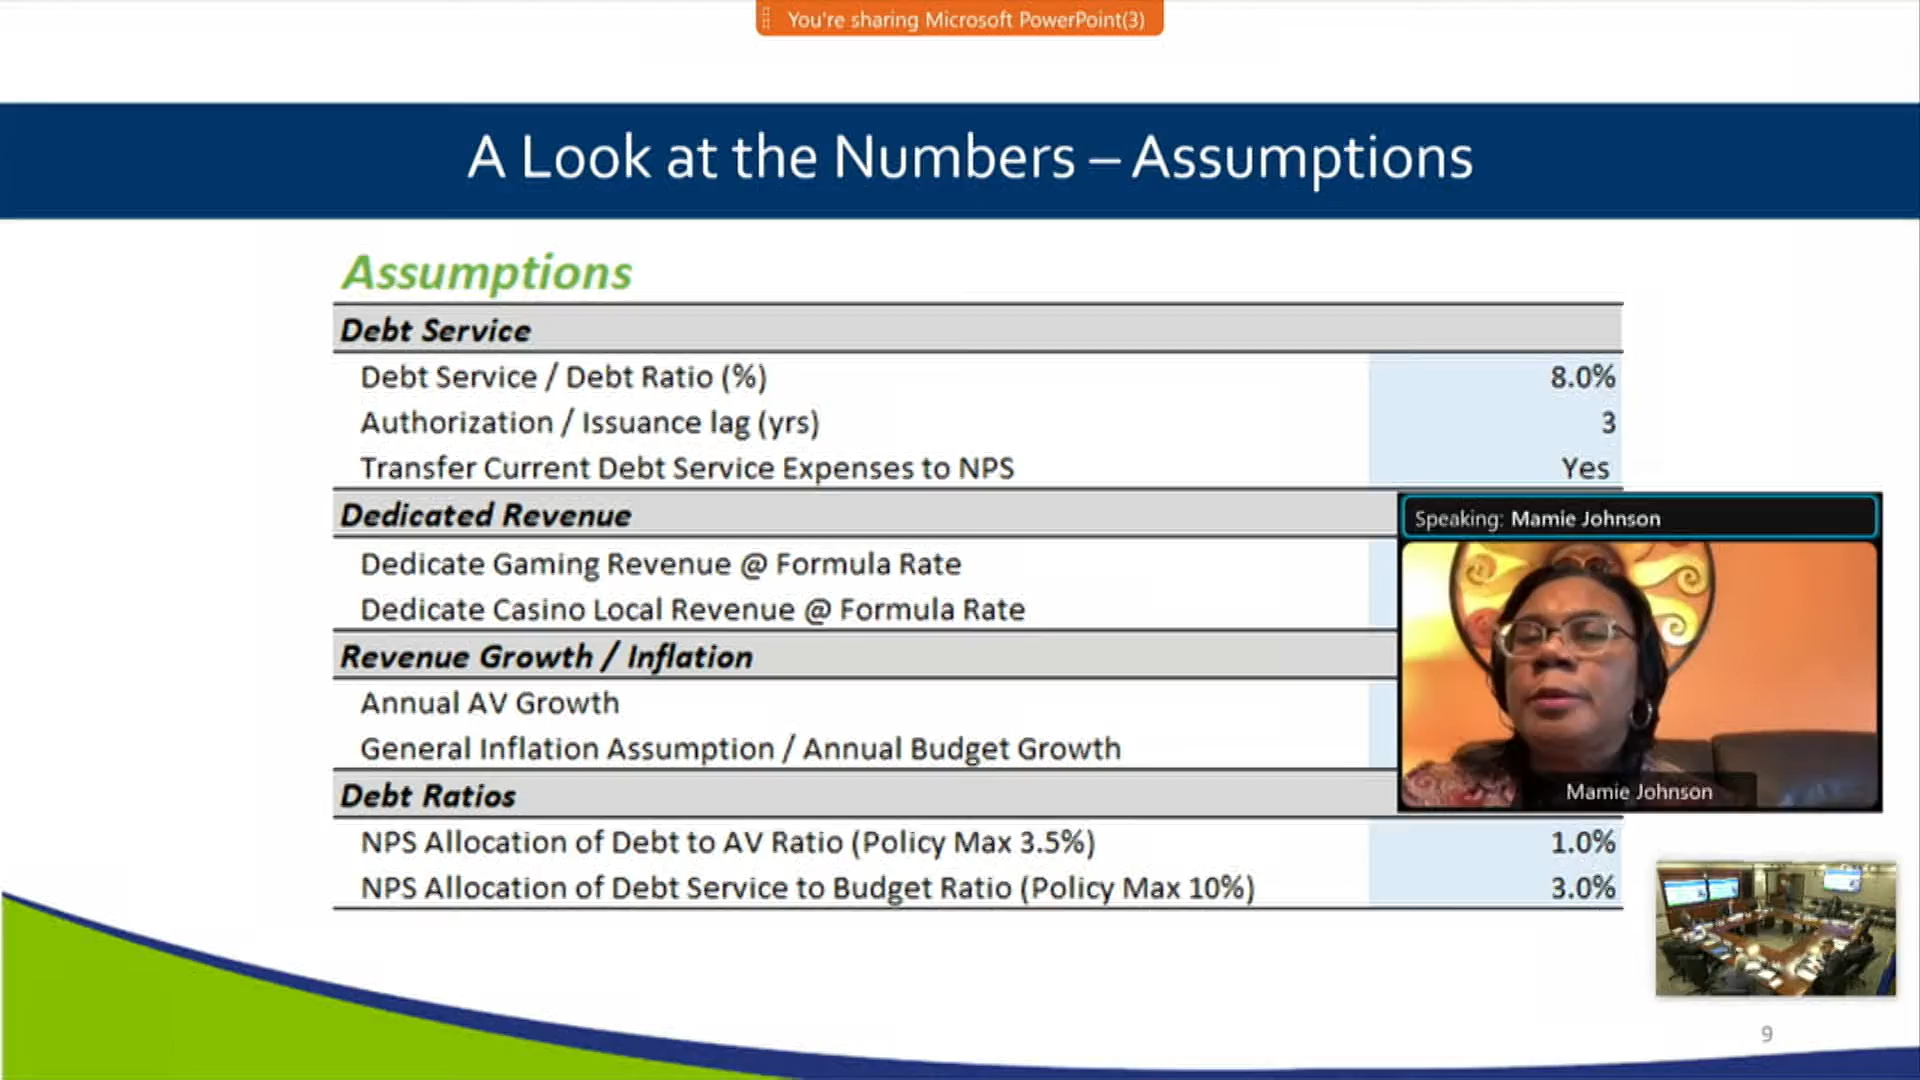 You're sharing Microsoft PowerPoint(3)
A Look at the Numbers – Assumptions
Assumptions
Debt Service
Debt Service / Debt Ratio (%) 8.0%
Authorization / Issuance lag (yrs) 3
Transfer Current Debt Service Expenses to NPS Yes
Dedicated Revenue
Dedicate Gaming Revenue @ Formula Rate
Dedicate Casino Local Revenue @ Formula Rate
Revenue Growth / Inflation
Annual AV Growth
General Inflation Assumption / Annual Budget Growth
Debt Ratios
NPS Allocation of Debt to AV Ratio (Policy Max 3.5%) 1.0%
NPS Allocation of Debt Service to Budget Ratio (Policy Max 10%) 3.0%
Speaking: Mamie Johnson
Mamie Johnson
9